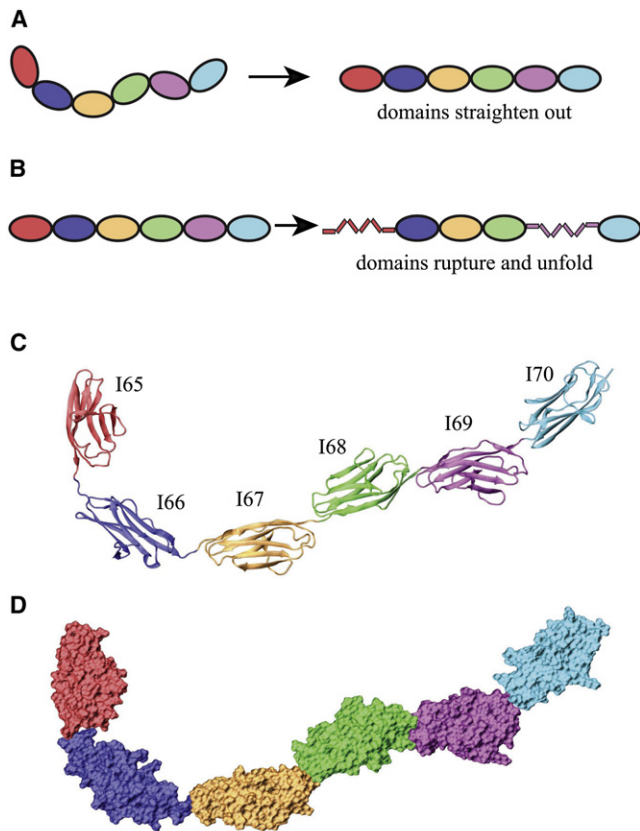 A
domains straighten out
B
domains rupture and unfold
C
I65
I70
I69
I68
I66
I67
D